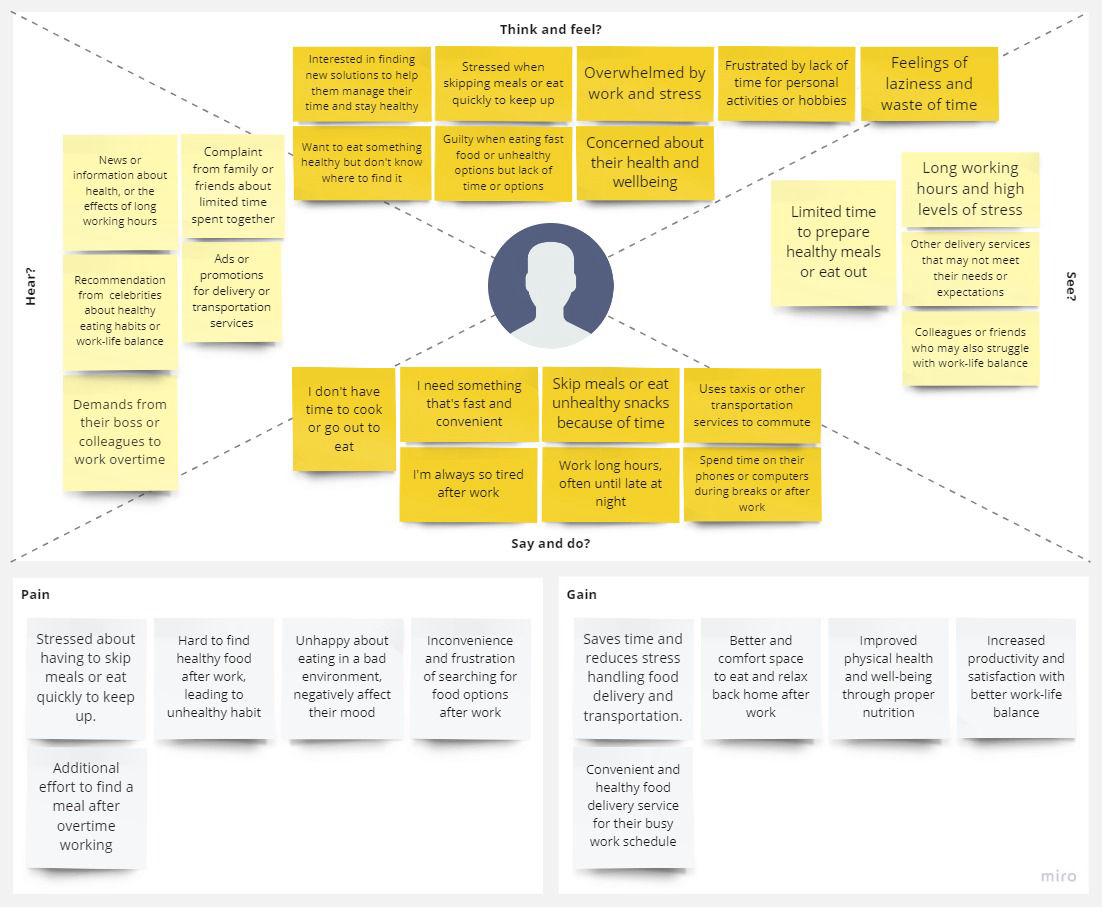 Think and feel?
Interested in finding
new solutions to help
them manage their
time and stay healthy
Stressed when
skipping meals or eat
quickly to keep up
Overwhelmed by
work and stress
Frustrated by lack of
time for personal
activities or hobbies
Feelings of
laziness and
waste of time
Want to eat something
healthy but don't know
where to find it
Guilty when eating fast
food or unhealthy
options but lack of
time or options
Concerned about
their health and
wellbeing
Hear?
News or
information about
health, or the
effects of long
working hours
Complaint
from family or
friends about
limited time
spent together
Recommendation
from celebrities
about healthy
eating habits or
work-life balance
Ads or
promotions
for delivery or
transportation
services
Demands from
their boss or
colleagues to
work overtime
See?
Limited time
to prepare
healthy meals
or eat out
Long working
hours and high
levels of stress
Other delivery services
that may not meet
their needs or
expectations
Colleagues or friends
who may also struggle
with work-life balance
I don't have
time to cook
or go out to
eat
I need something
that's fast and
convenient
Skip meals or eat
unhealthy snacks
because of time
Uses taxis or other
transportation
services to commute
I'm always so tired
after work
Work long hours,
often until late at
night
Spend time on their
phones or computers
during breaks or after
work
Say and do?
Pain
Stressed about
having to skip
meals or eat
quickly to keep
up.
Hard to find
healthy food
after work,
leading to
unhealthy habit
Unhappy about
eating in a bad
environment,
negatively affect
their mood
Inconvenience
and frustration
of searching for
food options
after work
Additional
effort to find a
meal after
overtime
working
Gain
Saves time and
reduces stress
handling food
delivery and
transportation.
Better and
comfort space
to eat and relax
back home after
work
Improved
physical health
and well-being
through proper
nutrition
Increased
productivity and
satisfaction with
better work-life
balance
Convenient and
healthy food
delivery service
for their busy
work schedule
miro